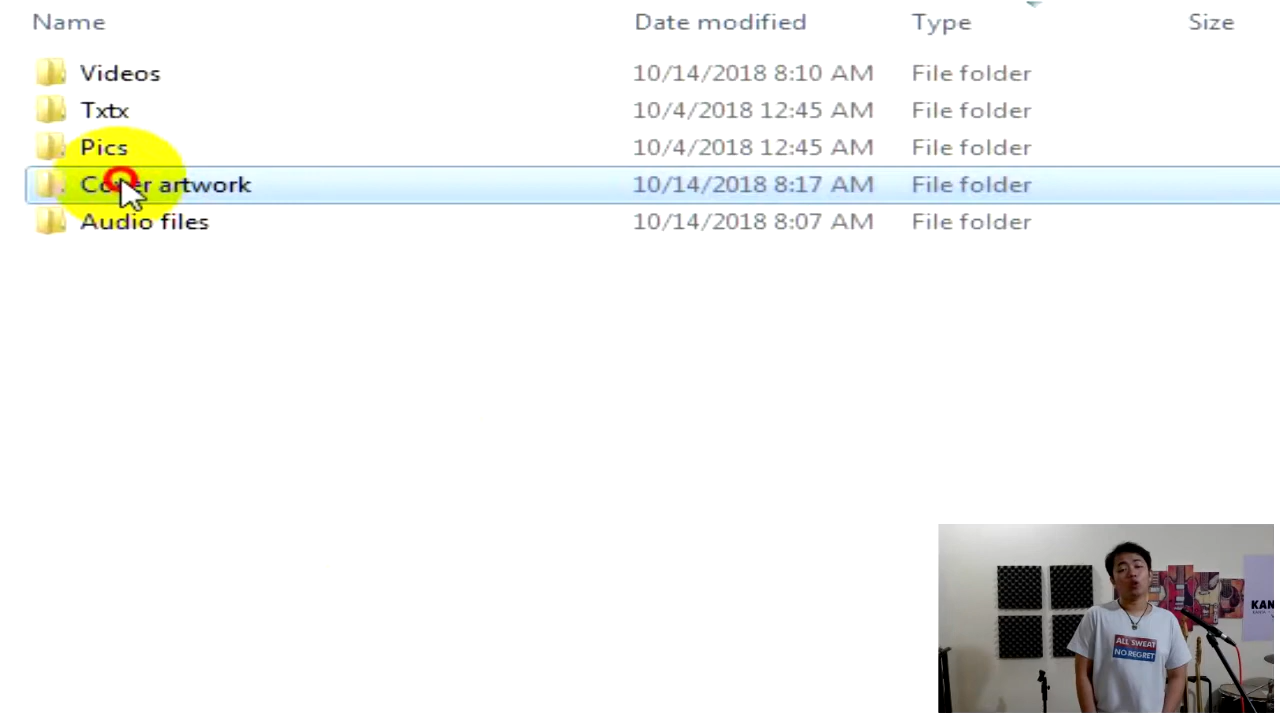 Name Date modified Type Size
Videos 10/14/2018 8:10 AM File folder
Txtx 10/4/2018 12:45 AM File folder
Pics 10/4/2018 12:45 AM File folder
Cover artwork 10/14/2018 8:17 AM File folder
Audio files 10/14/2018 8:07 AM File folder
KAN
ALL SWEAT
NO REGRET